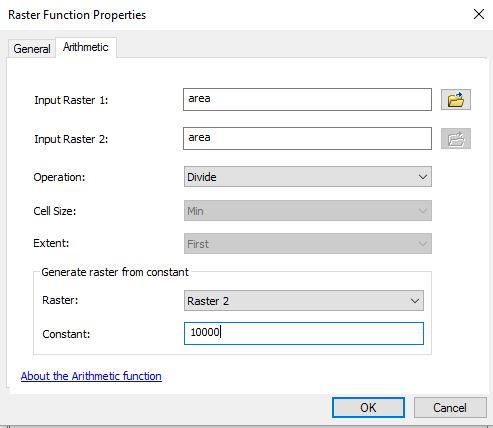 Raster Function Properties
General Arithmetic
Input Raster 1: area
Input Raster 2: area
Operation: Divide
Cell Size: Min
Extent: First
Generate raster from constant
Raster: Raster 2
Constant: 10000
About the Arithmetic function
OK Cancel